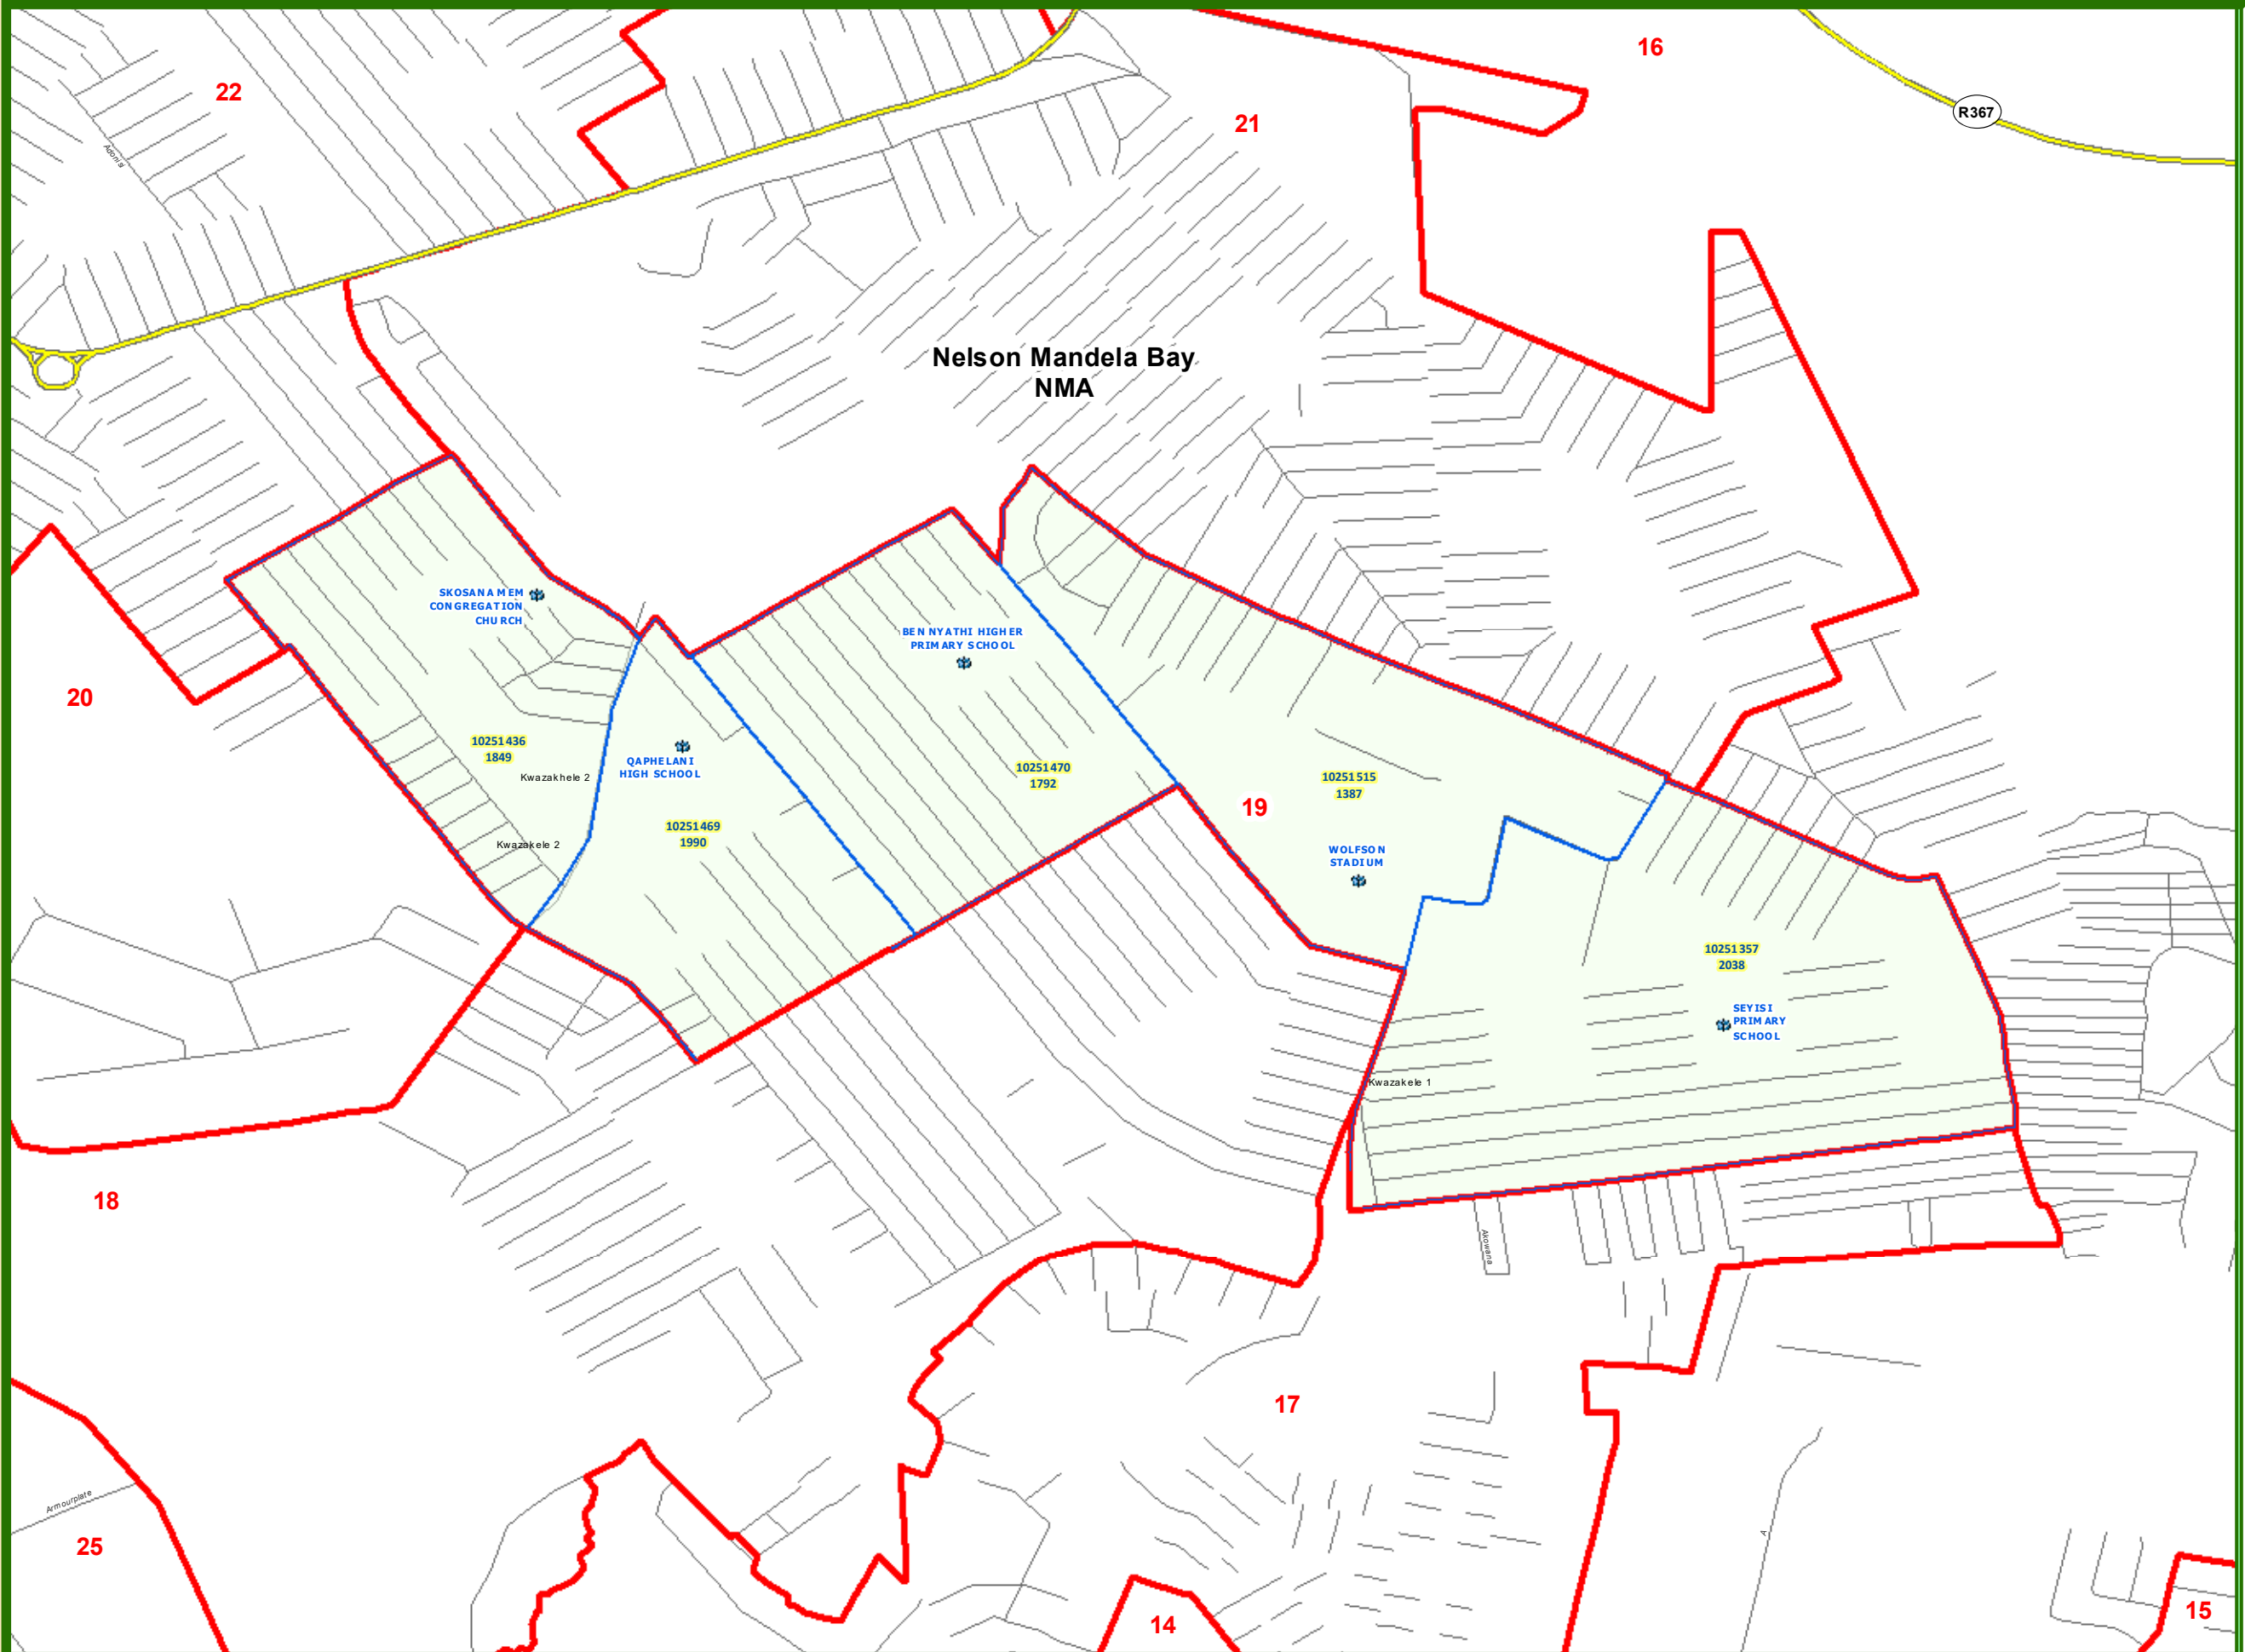 16
22
R367
21
Adonisi
Nelson Mandela Bay
NMA
SKOSANA MEM
CONGREGATION
CHURCH
BEN NYATHI HIGHER
PRIMARY SCHOOL
20
10251436
1849
QAPHELANI
HIGH SCHOOL
Kwazakhele 2
10251470
1792
10251515
1387
19
10251469
1990
Kwazakele 2
WOLFSON
STADIUM
10251357
2038
SEYISI
PRIMARY
SCHOOL
Kwazakele 1
18
Akowana
17
Armourplate
25
A
14
15